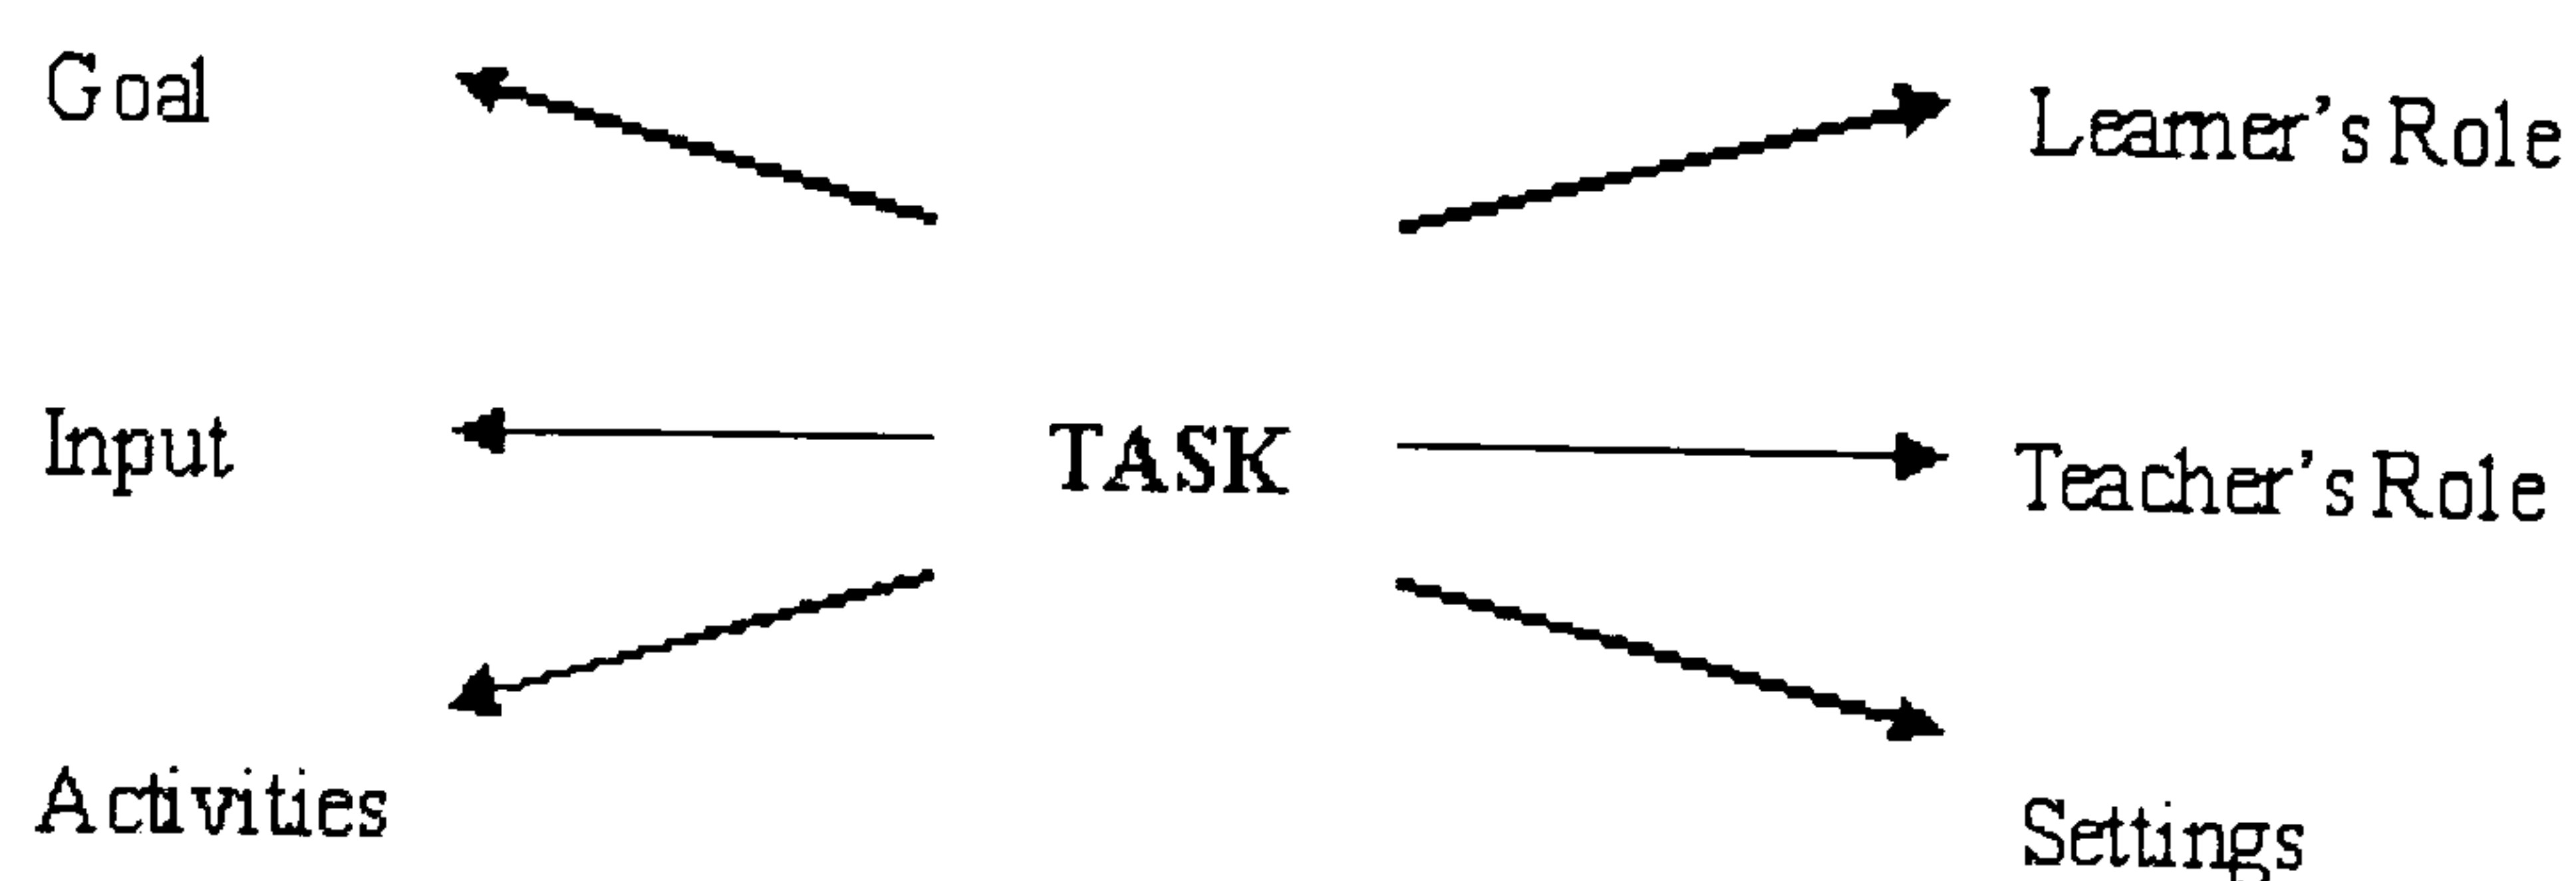 Goal
Learner's Role
Input
TASK
Teacher's Role
Activities
Settings